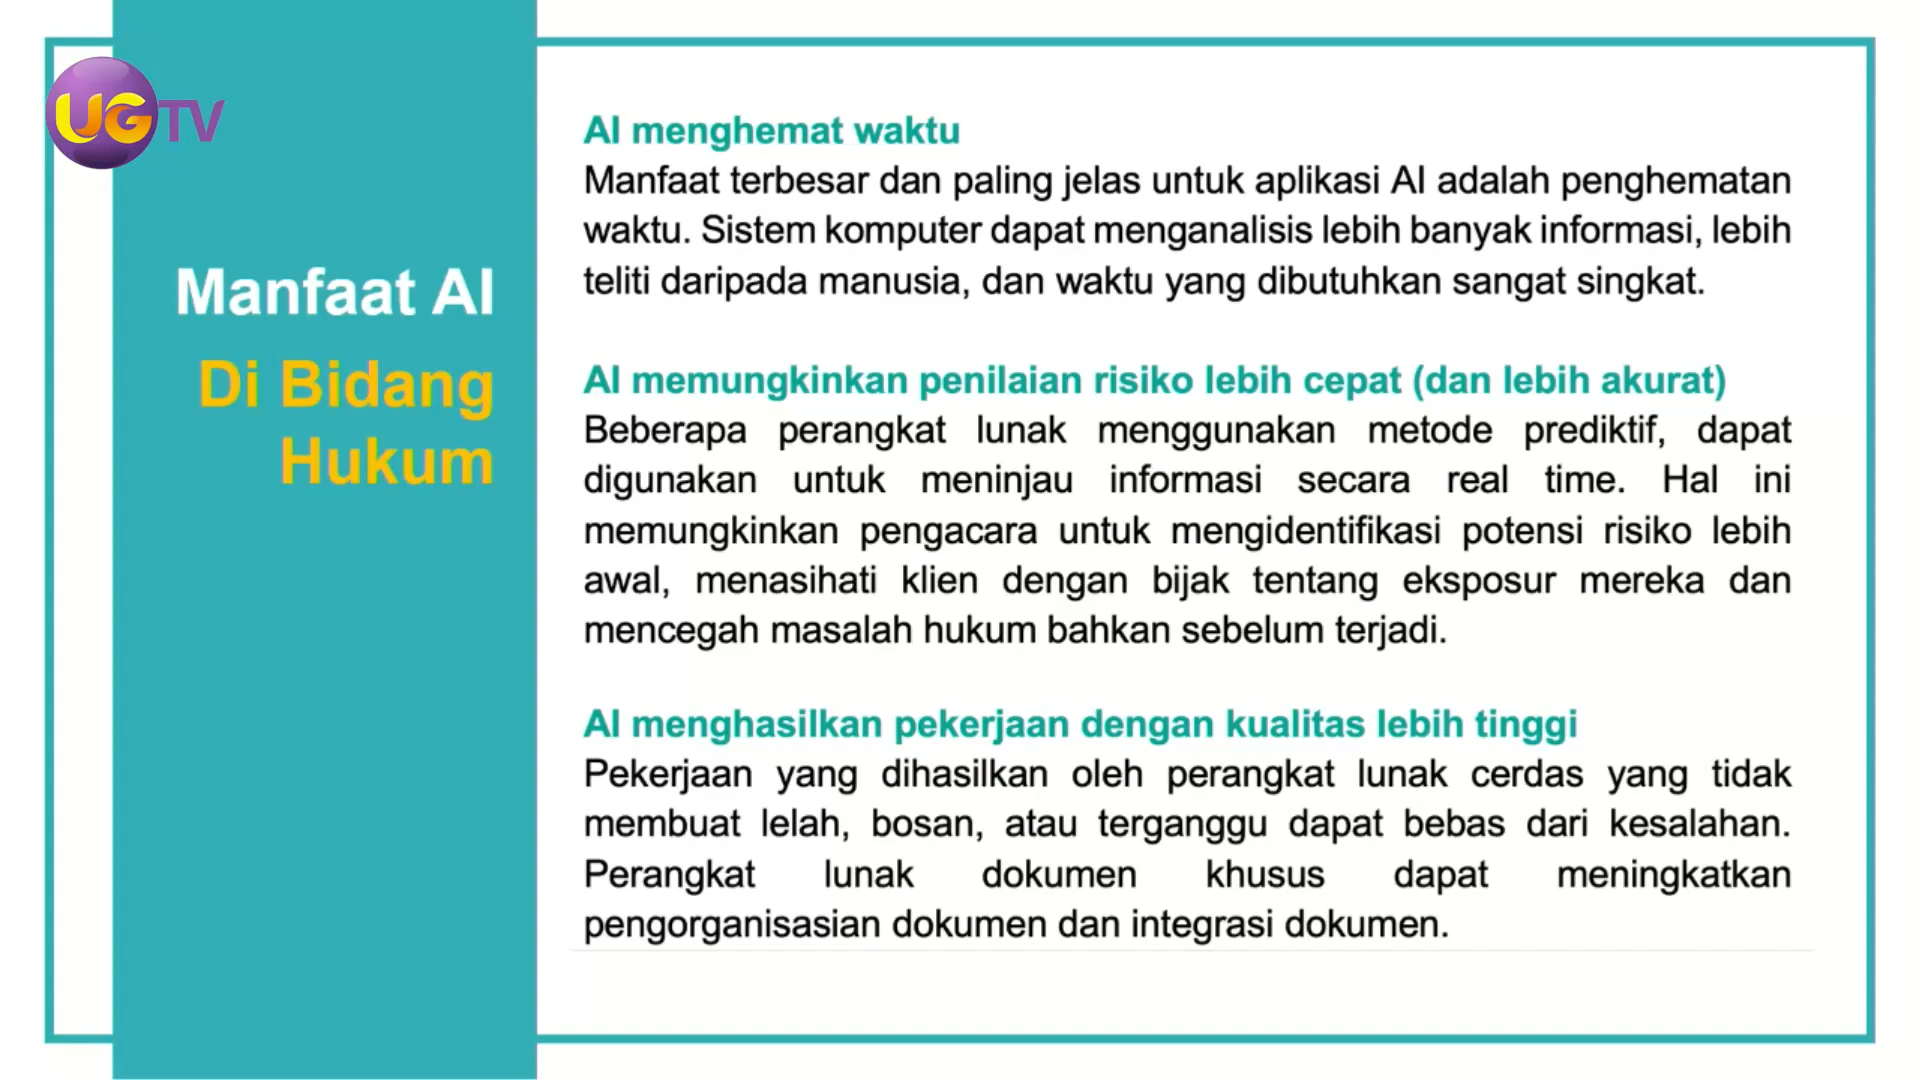 UGTV
Manfaat AI
Di Bidang
Hukum
AI menghemat waktu
Manfaat terbesar dan paling jelas untuk aplikasi AI adalah penghematan
waktu. Sistem komputer dapat menganalisis lebih banyak informasi, lebih
teliti daripada manusia, dan waktu yang dibutuhkan sangat singkat.
AI memungkinkan penilaian risiko lebih cepat (dan lebih akurat)
Beberapa perangkat lunak menggunakan metode prediktif, dapat
digunakan untuk meninjau informasi secara real time. Hal ini
memungkinkan pengacara untuk mengidentifikasi potensi risiko lebih
awal, menasihati klien dengan bijak tentang eksposur mereka dan
mencegah masalah hukum bahkan sebelum terjadi.
AI menghasilkan pekerjaan dengan kualitas lebih tinggi
Pekerjaan yang dihasilkan oleh perangkat lunak cerdas yang tidak
membuat lelah, bosan, atau terganggu dapat bebas dari kesalahan.
Perangkat lunak dokumen khusus dapat meningkatkan
pengorganisasian dokumen dan integrasi dokumen.